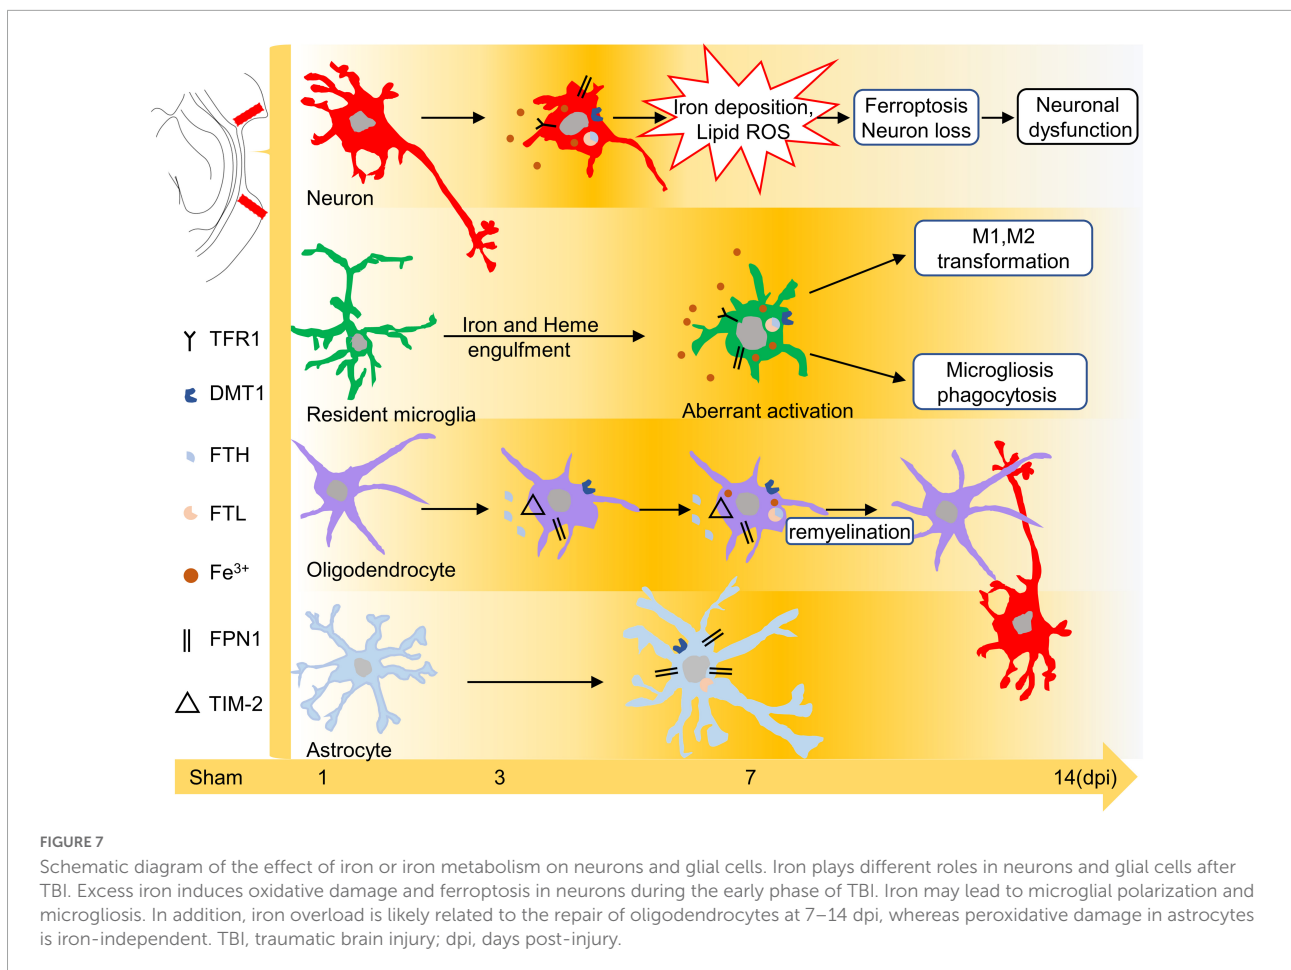 Iron deposition,
Lipid ROS
Ferroptosis
Neuron loss
Neuronal
dysfunction
Neuron
M1,M2
transformation
Iron and Heme
engulfment
Microgliosis
phagocytosis
Resident microglia
Aberrant activation
TFR1
DMT1
FTH
FTL
Fe³⁺
FPN1
TIM-2
remyelination
Oligodendrocyte
Astrocyte
Sham 1 3 7 14(dpi)
FIGURE 7
Schematic diagram of the effect of iron or iron metabolism on neurons and glial cells. Iron plays different roles in neurons and glial cells after
TBI. Excess iron induces oxidative damage and ferroptosis in neurons during the early phase of TBI. Iron may lead to microglial polarization and
microgliosis. In addition, iron overload is likely related to the repair of oligodendrocytes at 7–14 dpi, whereas peroxidative damage in astrocytes
is iron-independent. TBI, traumatic brain injury; dpi, days post-injury.